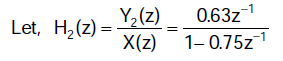 Let, H₂(z) = Y₂(z)/X(z) = 0.63z⁻¹/1– 0.75z⁻¹